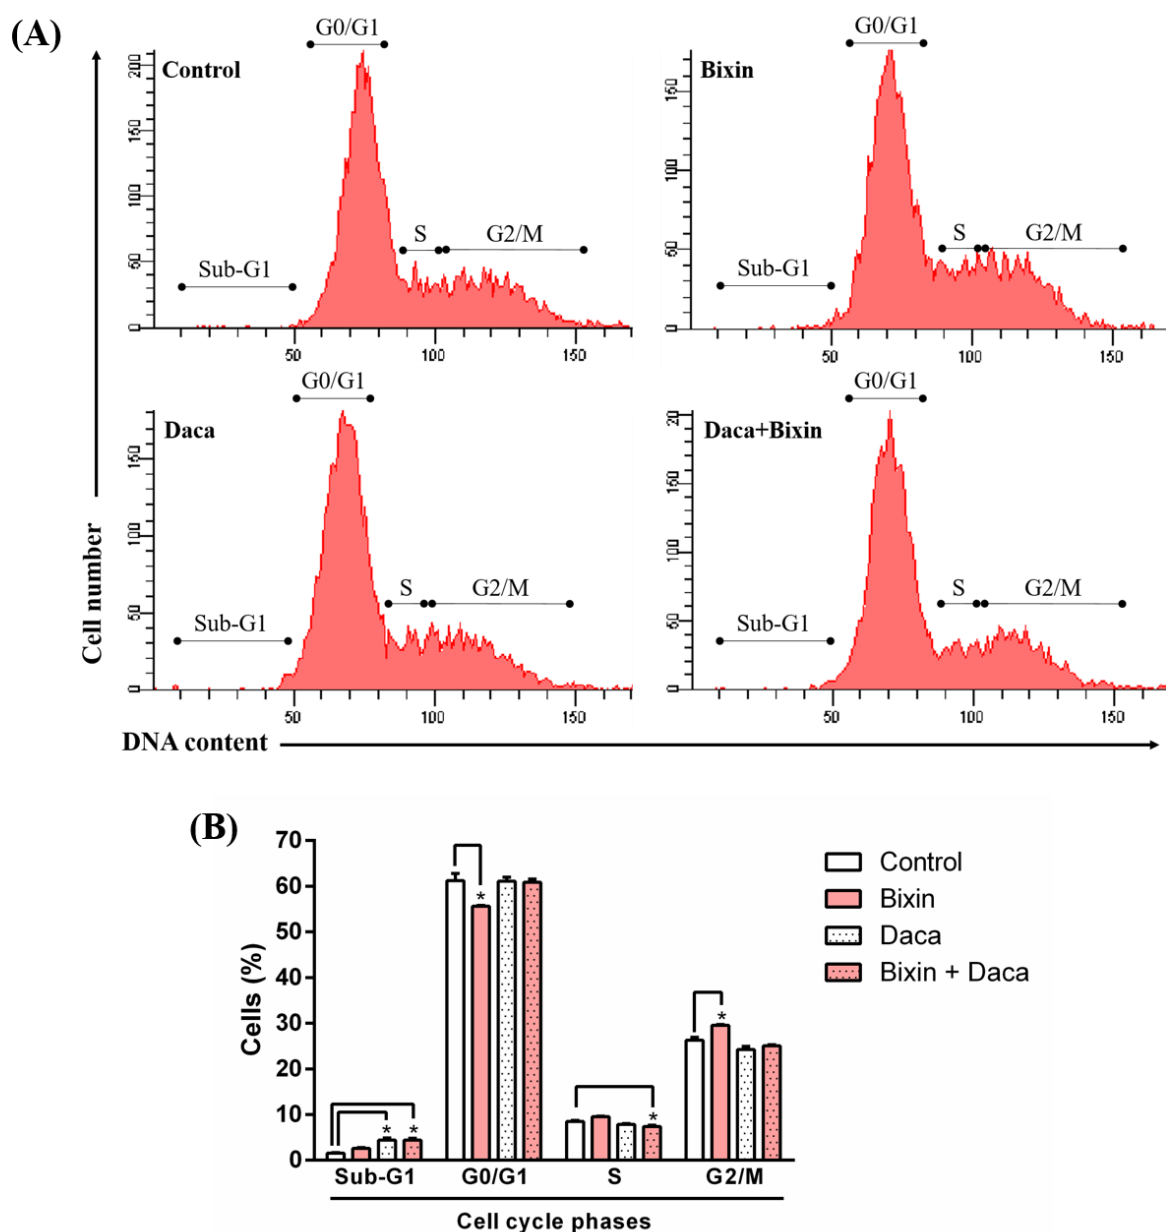 (A)
G0/G1
Control
200
150
100
50
0
Sub-G1
S
G2/M
50
100
150
G0/G1
Bixin
150
100
50
0
Sub-G1
S
G2/M
50
100
150
G0/G1
Daca
150
100
50
0
Sub-G1
S
G2/M
50
100
150
G0/G1
Daca+Bixin
20
150
100
50
0
Sub-G1
S
G2/M
50
100
150
Cell number
DNA content
(B)
70
60
50
40
30
20
10
0
Cells (%)
* *
*
*
*
Sub-G1 G0/G1 S G2/M
Cell cycle phases
Control
Bixin
Daca
Bixin + Daca